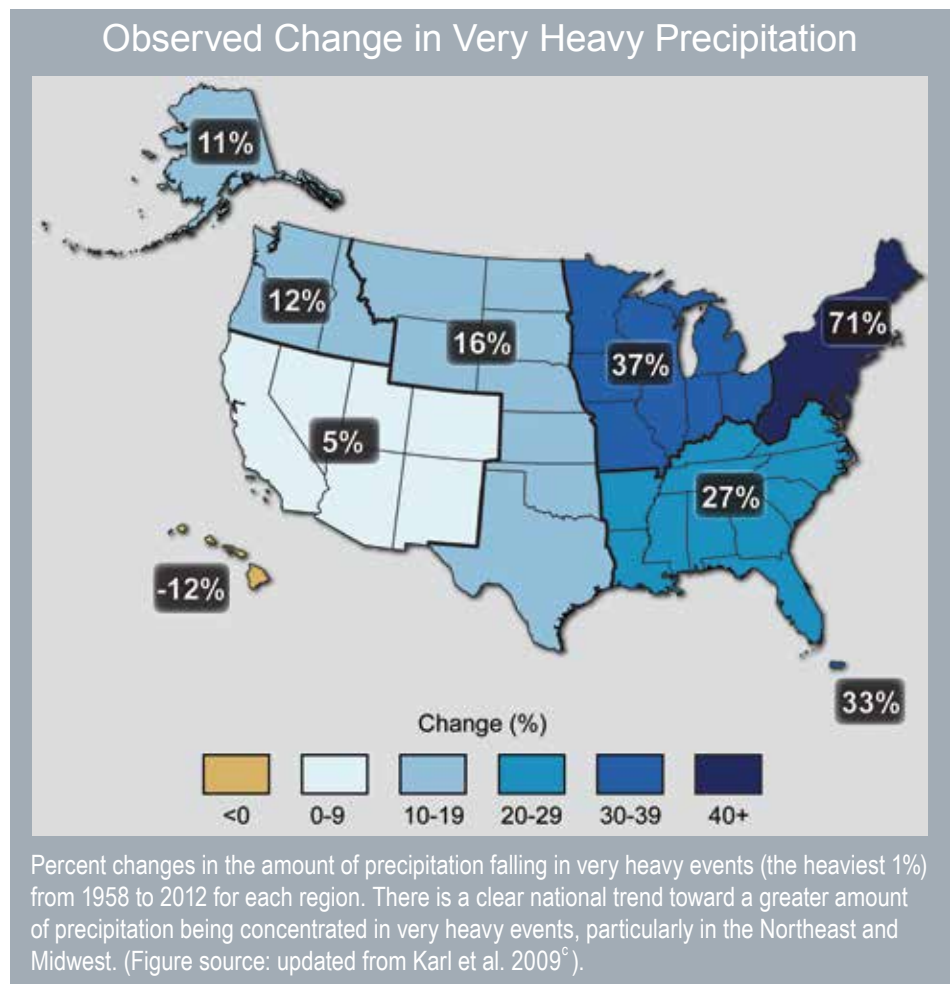 Observed Change in Very Heavy Precipitation
11%
12%
16%
37%
71%
5%
27%
-12%
33%
Change (%)
<0 0-9 10-19 20-29 30-39 40+
Percent changes in the amount of precipitation falling in very heavy events (the heaviest 1%)
from 1958 to 2012 for each region. There is a clear national trend toward a greater amount
of precipitation being concentrated in very heavy events, particularly in the Northeast and
Midwest. (Figure source: updated from Karl et al. 2009c).